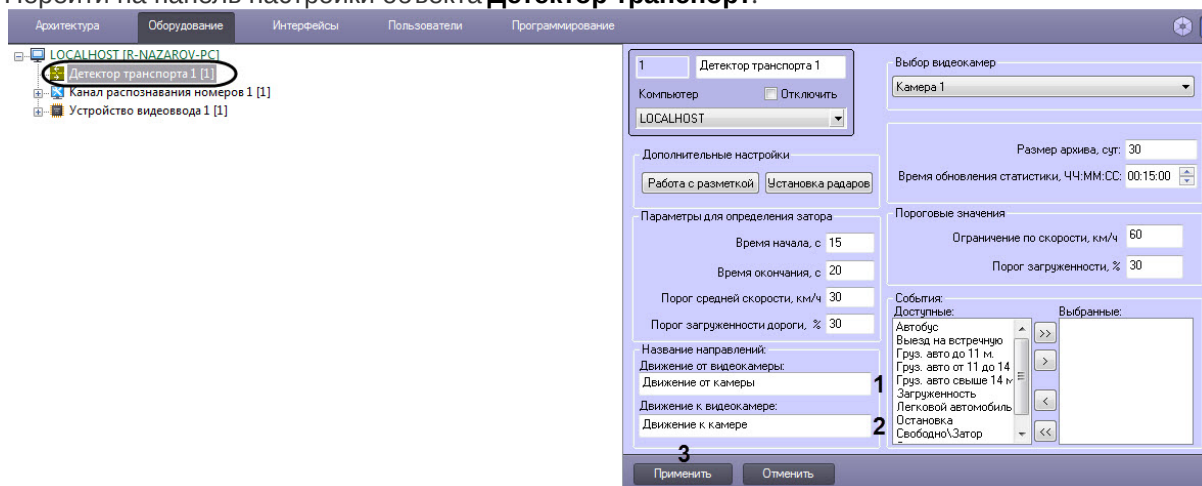 Перейти на панель настройки объекта Детектор транспорт.
Архитектура Оборудование Интерфейсы Пользователи Программирование
LOCALHOST [R-NAZAROV-PC]
Детектор транспорта 1 [1]
Канал распознавания номеров 1 [1]
Устройство видеоввода 1 [1]
1 Детектор транспорта 1
Компьютер Отключить
LOCALHOST
Дополнительные настройки
Работа с разметкой Установка радаров
Параметры для определения затора
Время начала, с 15
Время окончания, с 20
Порог средней скорости, км/ч 30
Порог загруженности дороги, % 30
Название направлений:
Движение от видеокамеры:
Движение от камеры 1
Движение к видеокамере:
Движение к камере 2
3
Применить Отменить
Выбор видеокамер
Камера 1
Размер архива, сут: 30
Время обновления статистики, ЧЧ:ММ:СС: 00:15:00
Пороговые значения
Ограничение по скорости, км/ч 60
Порог загруженности, % 30
События:
Доступные: Выбранные:
Автобус
Выезд на встречную
Груз. авто до 11 м.
Груз. авто от 11 до 14
Груз. авто свыше 14 м
Загруженность
Легковой автомобиль
Остановка
Свободно\Затор
>>
>
<
<<